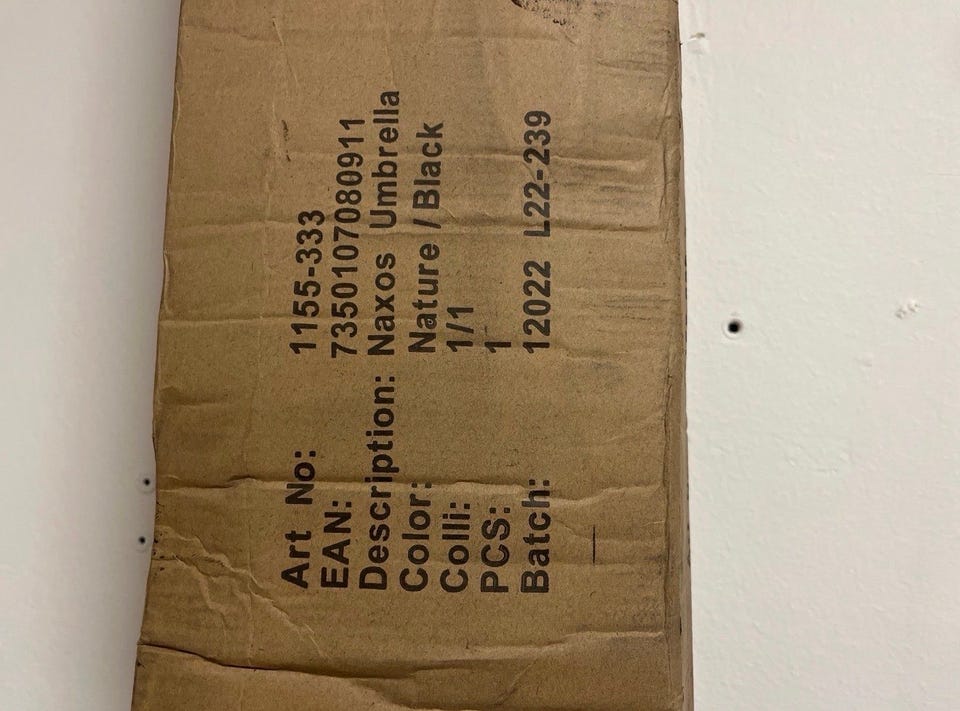 Art No: 1155-333
EAN: 7350107080911
Description: Naxos Umbrella
Color: Nature / Black
Colli: 1/1
PCS: 1
Batch: 12022 L22-239